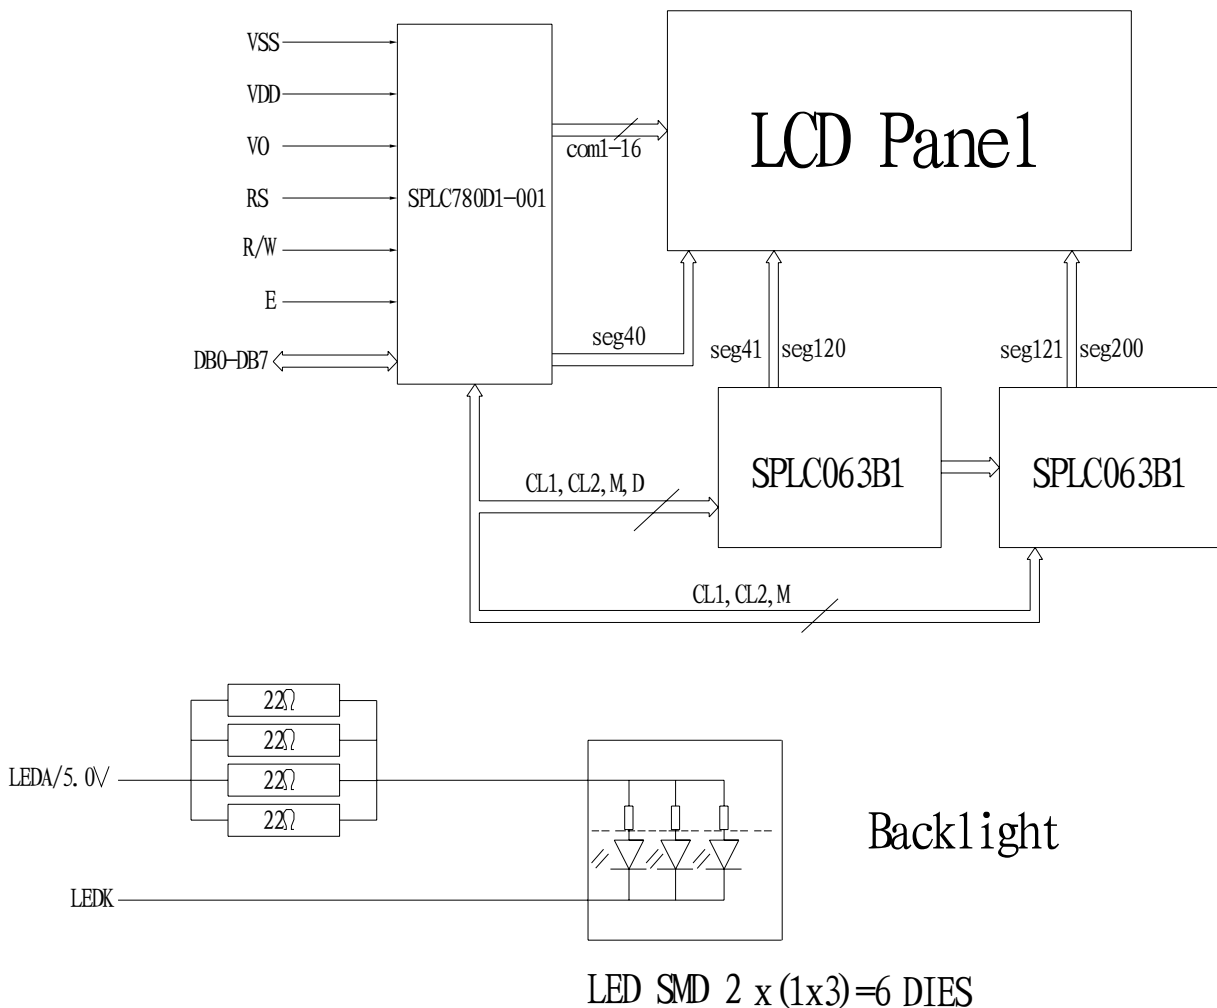 VSS
VDD
VO
RS
R/W
E
DB0-DB7
SPLC780D1-001
com1-16
LCD Panel
seg40
seg41
seg120
seg121
seg200
SPLC063B1
SPLC063B1
CL1, CL2, M, D
CL1, CL2, M
22Ω
22Ω
22Ω
22Ω
LEDA/5.0V
LEDK
Backlight
LED SMD 2 x (1x3)=6 DIES